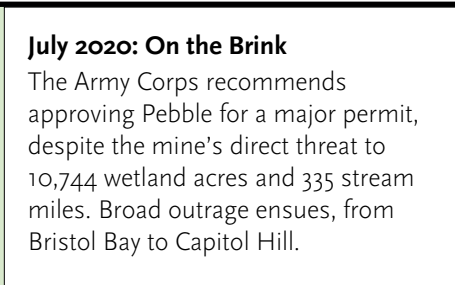 July 2020: On the Brink
The Army Corps recommends
approving Pebble for a major permit,
despite the mine’s direct threat to
10,744 wetland acres and 335 stream
miles. Broad outrage ensues, from
Bristol Bay to Capitol Hill.